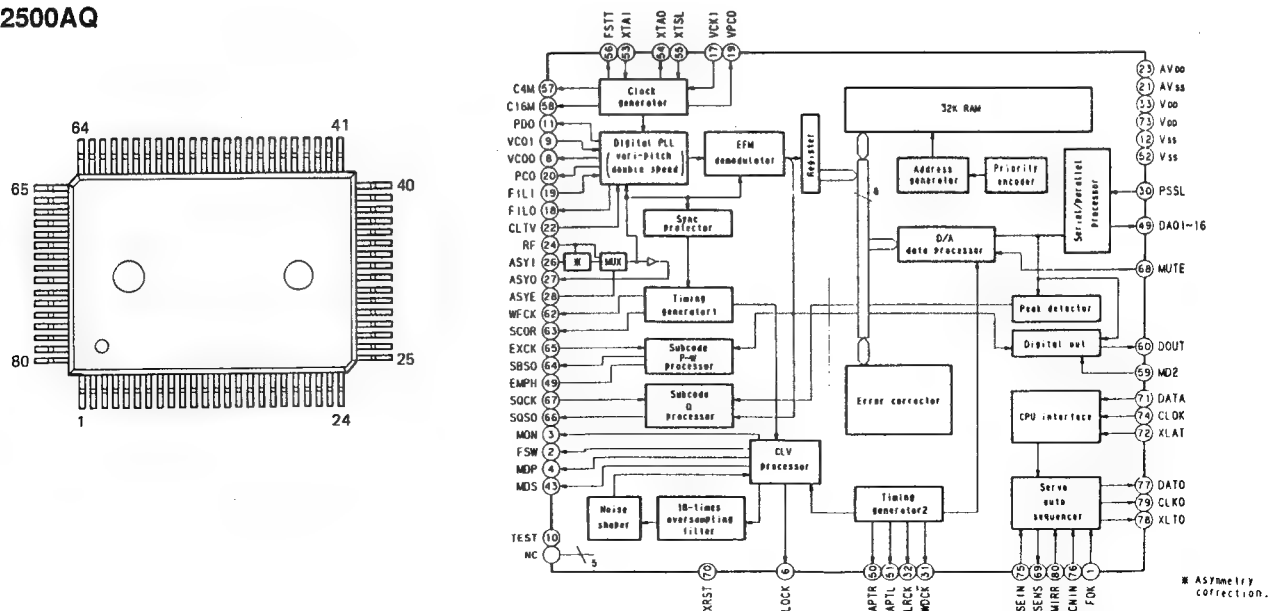 2500AQ
64
41
65
40
80
25
1
24
FSTT
XTAI
XTAO
XTSL
VCKI
VPCO
56
53
54
55
17
19
C4M 57
C16M 58
PDO 11
VCO1 9
VCOO 8
PCO 20
FILI 19
FILO 18
CLTV 22
RF 24
ASYI 26
ASYO 27
ASYE 28
WFCK 62
SCOR 63
EXCK 65
SBSO 64
EMPH 49
SQCK 67
SQSO 66
MON 3
FSW 2
MDP 4
MDS 43
TEST 10
NC
5
Clock
generator
Digital PLL
vari-pitch
double speed
EFM
demodulator
Register
32K RAM
Address
generator
Priority
encoder
Serial/parallel
processor
8
Sync
protector
D/A
data processor
※
MUX
Timing
generator1
Peak detector
Subcode
P-W
processor
Digital out
Subcode
Q
processor
Error corrector
CPU interface
CLV
processor
Servo
auto
sequencer
Noise
shaper
18-times
oversampling
filter
Timing
generator2
23 AVDD
21 AVSS
33 VDD
73 VDD
12 VSS
52 VSS
30 PSSL
49 DAO1~16
68 MUTE
60 DOUT
59 MD2
71 DATA
74 CLOK
72 XLAT
77 DATO
79 CLKO
78 XLTO
70
6
50
51
32
31
75
69
80
76
1
XRST
LOCK
APTR
APTL
LRCK
WDCK
SEIN
SENS
MIRR
CNIN
FOK
※ Asymmetry
correction.